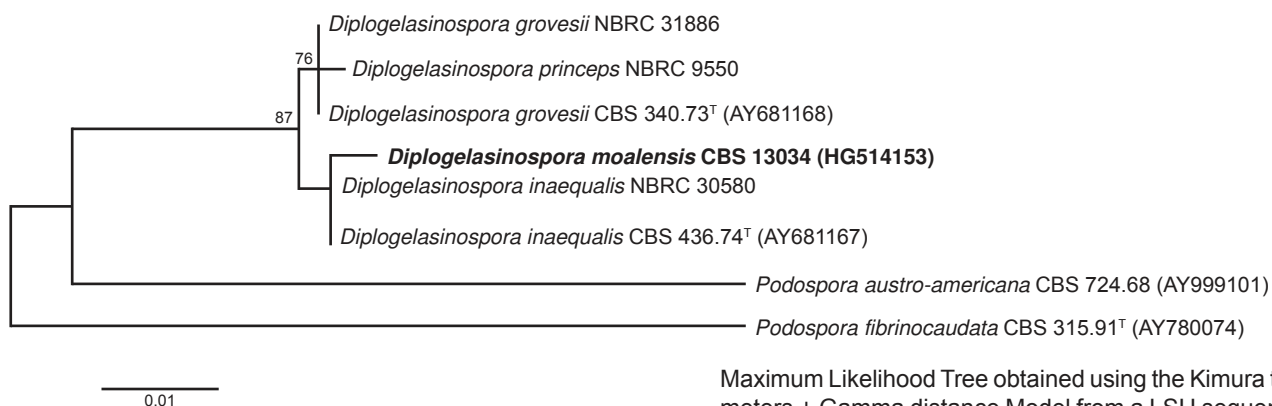 Diplogelasinospora grovesii NBRC 31886
76
Diplogelasinospora princeps NBRC 9550
87
Diplogelasinospora grovesii CBS 340.73ᵀ (AY681168)
Diplogelasinospora moalensis CBS 13034 (HG514153)
Diplogelasinospora inaequalis NBRC 30580
Diplogelasinospora inaequalis CBS 436.74ᵀ (AY681167)
Podospora austro-americana CBS 724.68 (AY999101)
Podospora fibrinocaudata CBS 315.91ᵀ (AY780074)
0.01
Maximum Likelihood Tree obtained using the Kimura